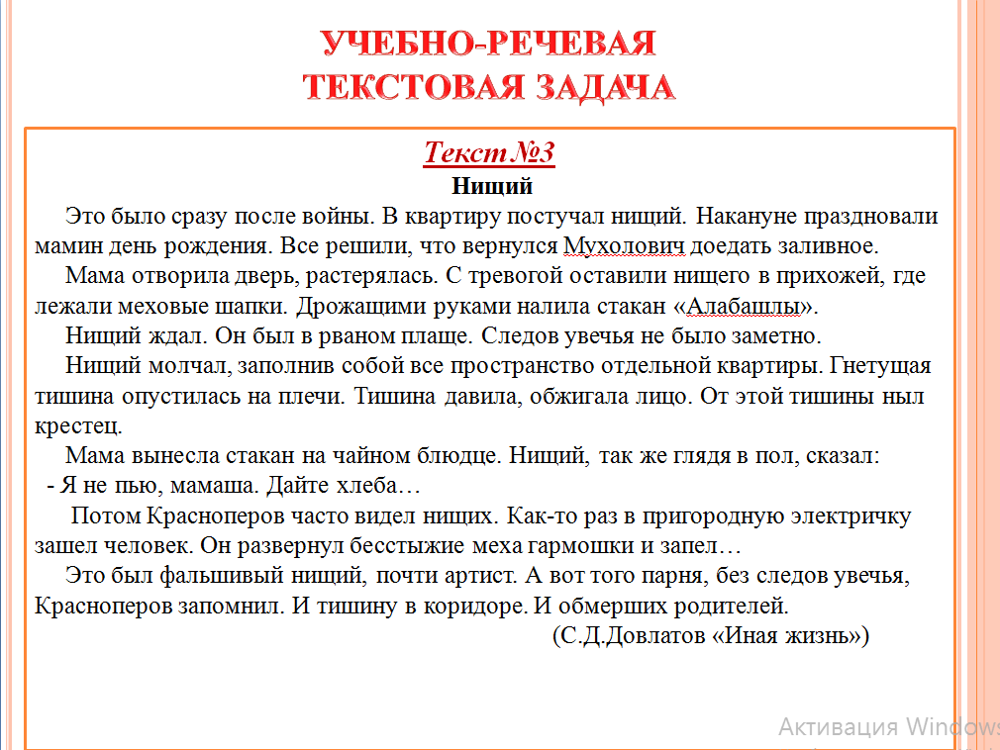 УЧЕБНО-РЕЧЕВАЯ
ТЕКСТОВАЯ ЗАДАЧА
Текст №3
Нищий
Это было сразу после войны. В квартиру постучал нищий. Накануне праздновали
мамин день рождения. Все решили, что вернулся Мухолович доедать заливное.
Мама отворила дверь, растерялась. С тревогой оставили нищего в прихожей, где
лежали меховые шапки. Дрожащими руками налила стакан «Алабашлы».
Нищий ждал. Он был в рваном плаще. Следов увечья не было заметно.
Нищий молчал, заполнив собой все пространство отдельной квартиры. Гнетущая
тишина опустилась на плечи. Тишина давила, обжигала лицо. От этой тишины ныл
крестец.
Мама вынесла стакан на чайном блюдце. Нищий, так же глядя в пол, сказал:
- Я не пью, мамаша. Дайте хлеба…
Потом Красноперов часто видел нищих. Как-то раз в пригородную электричку
зашел человек. Он развернул бесстыжие меха гармошки и запел…
Это был фальшивый нищий, почти артист. А вот того парня, без следов увечья,
Красноперов запомнил. И тишину в коридоре. И обмерших родителей.
(С.Д.Довлатов «Иная жизнь»)
Активация Windows